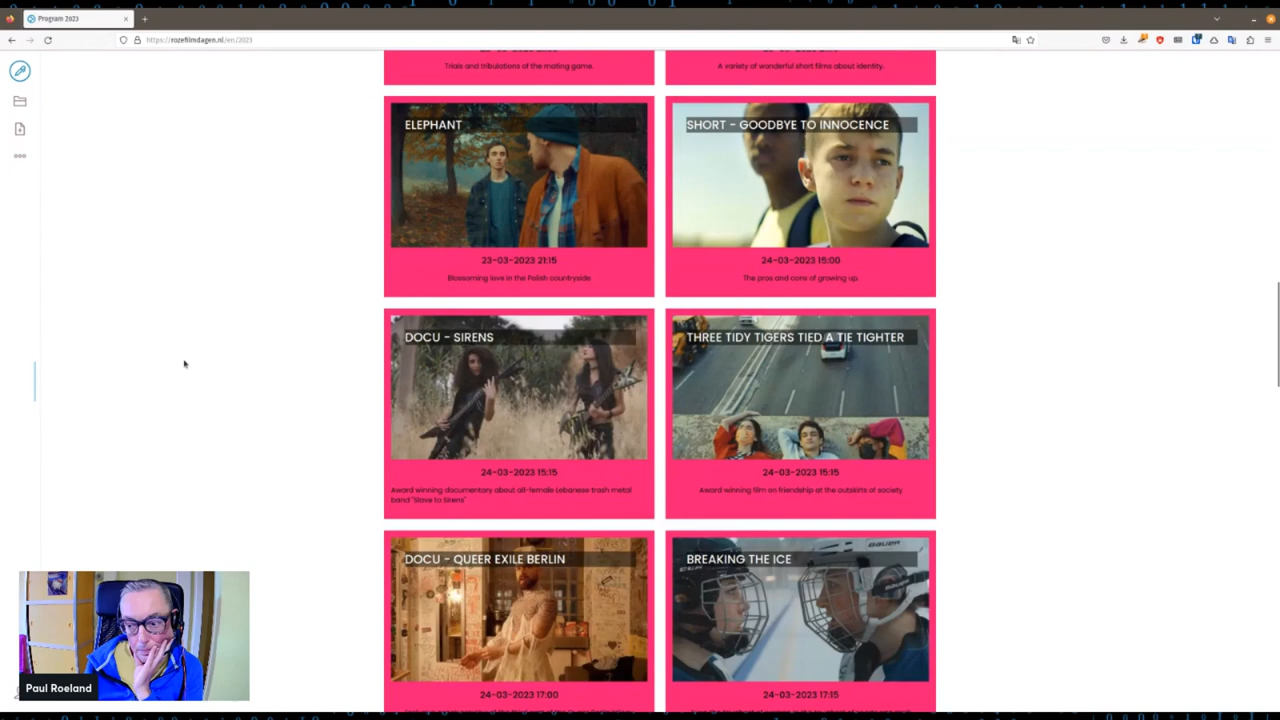 Program 2023
https://rozefilmdagen.nl/en/2023
Trials and tribulations of the mating game.
A variety of wonderful short films about identity.
ELEPHANT
SHORT - GOODBYE TO INNOCENCE
23-03-2023 21:15
24-03-2023 15:00
Blossoming love in the Polish countryside
The pros and cons of growing up.
DOCU - SIRENS
THREE TIDY TIGERS TIED A TIE TIGHTER
24-03-2023 15:15
24-03-2023 15:15
Award winning documentary about all-female Lebanese trash metal
band "Slave to Sirens"
Award winning film on friendship at the outskirts of society
DOCU - QUEER EXILE BERLIN
BREAKING THE ICE
BAUER
24-03-2023 17:00
24-03-2023 17:15
Paul Roeland